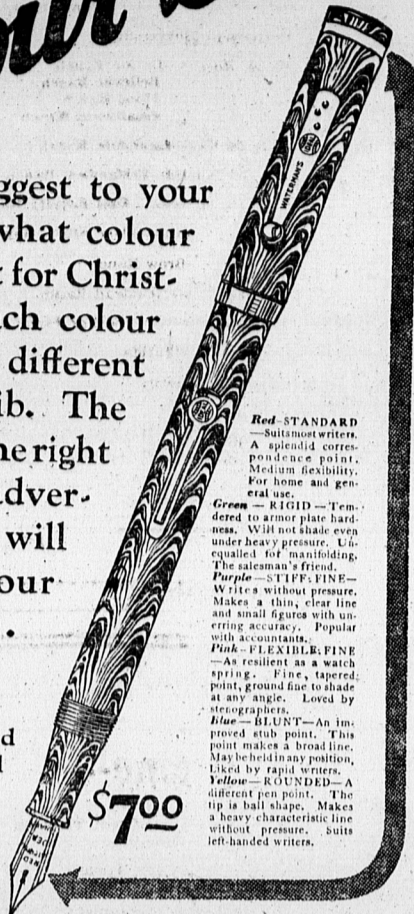 our
ggest to your
what colour
t for Christ-
ch colour
different
ib. The
he right
dver-
will
our
.
d
$7.00
WATERMAN'S
Red-STANDARD
—Suits most writers.
A splendid corres-
pondence point.
Medium flexibility.
For home and gen-
eral use.
Green — RIGID — Tem-
dered to armor plate hard-
ness. Will not shade even
under heavy pressure. Un-
equalled for manifolding.
The salesman's friend.
Purple—STIFF; FINE—
Writes without pressure.
Makes a thin, clear line
and small figures with un-
erring accuracy. Popular
with accountants.
Pink-FLEXIBLE; FINE
—As resilient as a watch
spring. Fine, tapered
point, ground fine to shade
at any angle. Loved by
stenographers.
Blue—BLUNT—An im-
proved stub point. This
point makes a broad line.
May be held in any position.
Liked by rapid writers.
Yellow—ROUNDED—A
different pen point. The
tip is ball shape. Makes
a heavy characteristic line
without pressure. Suits
left-handed writers.